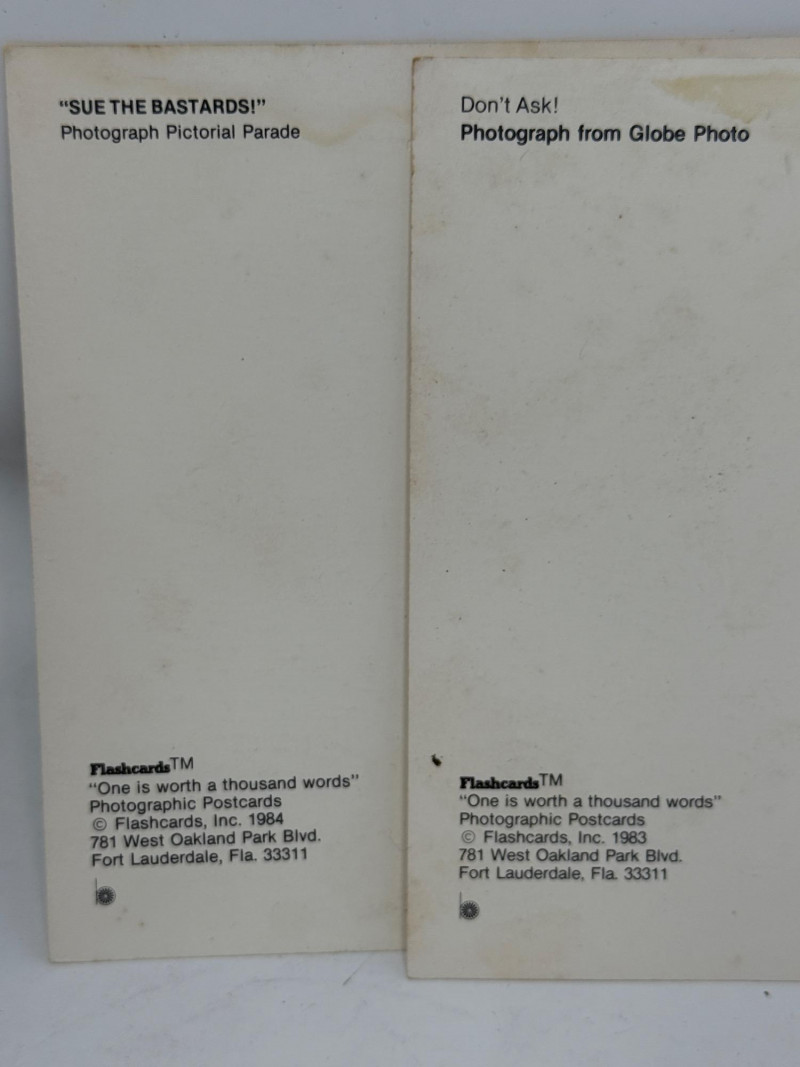 “SUE THE BASTARDS!”
Photograph Pictorial Parade
Flashcards™
“One is worth a thousand words”
Photographic Postcards
© Flashcards, Inc. 1984
781 West Oakland Park Blvd.
Fort Lauderdale, Fla. 33311
Don't Ask!
Photograph from Globe Photo
Flashcards™
“One is worth a thousand words”
Photographic Postcards
© Flashcards, Inc. 1983
781 West Oakland Park Blvd.
Fort Lauderdale, Fla. 33311